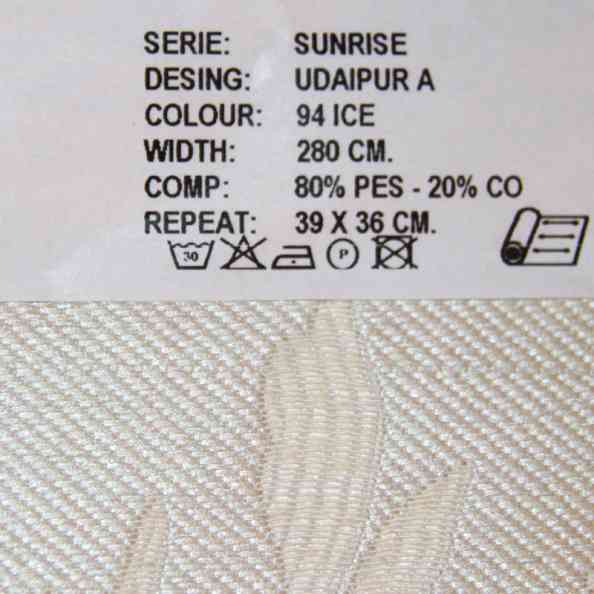 SERIE: SUNRISE
DESING: UDAIPUR A
COLOUR: 94 ICE
WIDTH: 280 CM.
COMP: 80% PES - 20% CO
REPEAT: 39 X 36 CM.
30 P